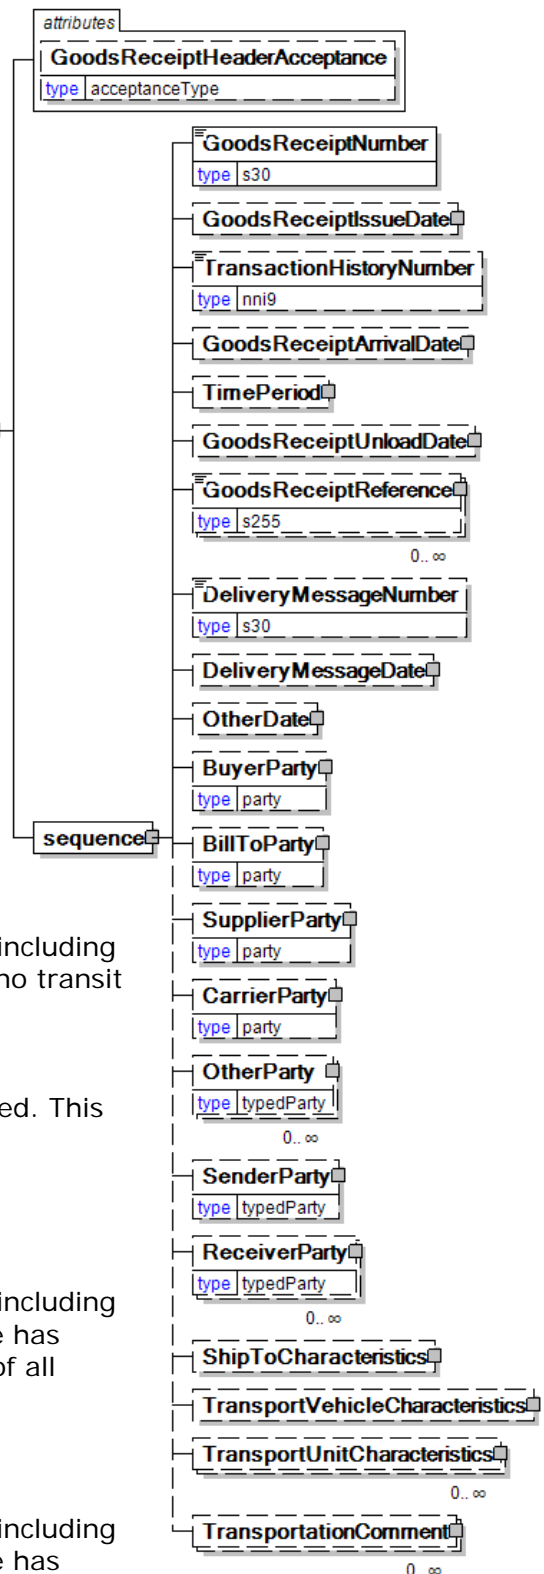 attributes
GoodsReceiptHeaderAcceptance
type acceptanceType
GoodsReceiptNumber
type s30
GoodsReceiptIssueDate
TransactionHistoryNumber
type nni9
GoodsReceiptArrivalDate
TimePeriod
GoodsReceiptUnloadDate
GoodsReceiptReference
type s255
0.. ∞
DeliveryMessageNumber
type s30
DeliveryMessageDate
OtherDate
BuyerParty
type party
sequence
BillToParty
type party
SupplierParty
including
type party
no transit
CarrierParty
type party
OtherParty
ed. This
type typedParty
0.. ∞
SenderParty
type typedParty
ReceiverParty
type typedParty
including
0.. ∞
e has
ShipToCharacteristics
of all
TransportVehicleCharacteristics
TransportUnitCharacteristics
0.. ∞
including
TransportationComment
e has
0.. ∞